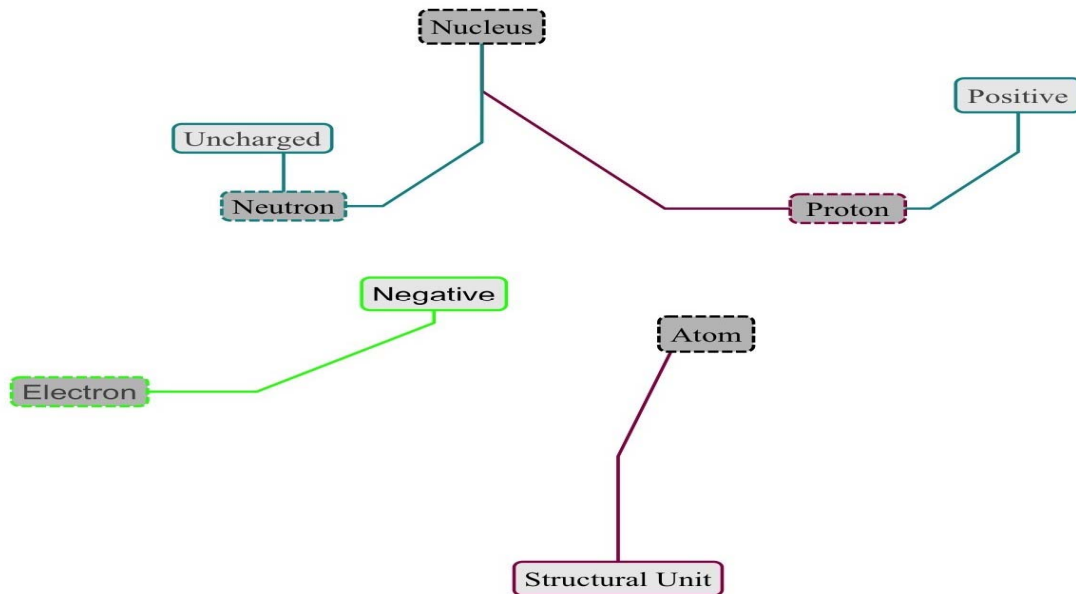 Nucleus
Positive
Uncharged
Neutron
Proton
Negative
Atom
Electron
Structural Unit